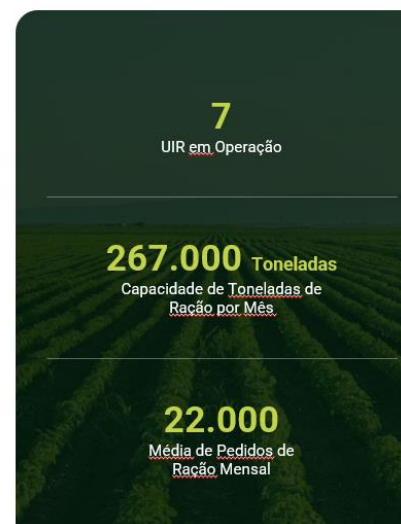 7
UIR em Operação
267.000 Toneladas
Capacidade de Toneladas de
Ração por Mês
22.000
Média de Pedidos de
Ração Mensal